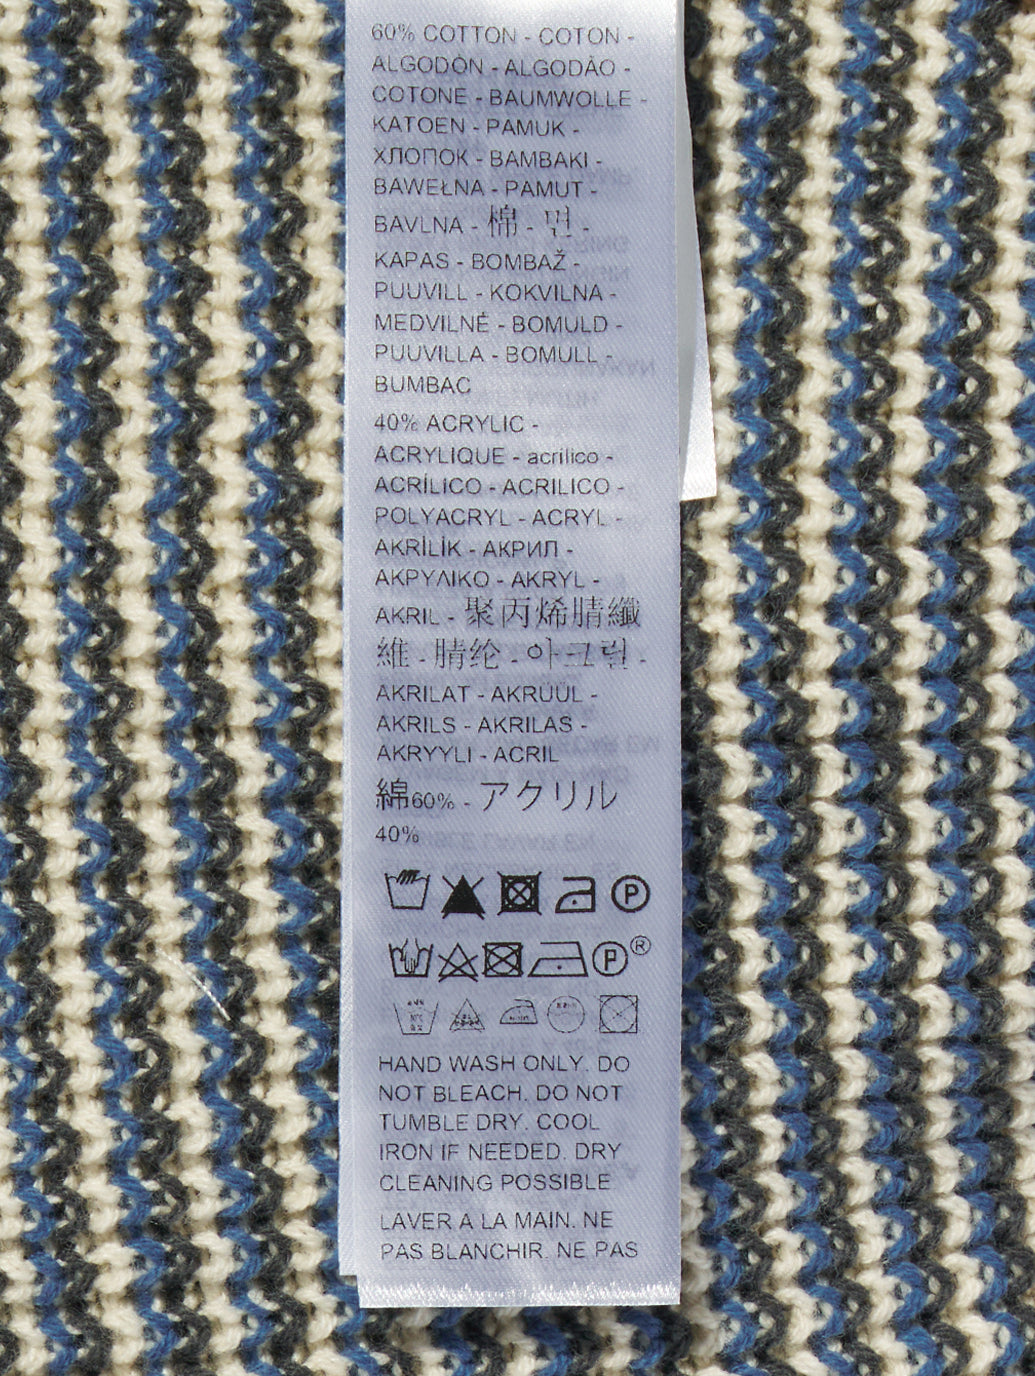 60% COTTON - COTON -
ALGODÒN - ALGODÃO -
COTONE - BAUMWOLLE -
KATOEN - PAMUK -
ХЛОПОК - BAMBAKI -
BAWEŁNA - PAMUT -
BAVLNA - 棉 - 면 -
KAPAS - BOMBAŽ -
PUUVILL - KOKVILNA -
MEDVILNĖ - BOMULD -
PUUVILLA - BOMULL -
BUMBAC
40% ACRYLIC -
ACRYLIQUE - acrílico -
ACRÍLICO - ACRILICO -
POLYACRYL - ACRYL -
AKRİLİK - АКРИЛ -
ΑΚΡΥΛΙΚΟ - AKRYL -
AKRIL - 聚丙烯腈纖
維 - 腈纶 - 아크릴 -
AKRILAT - AKRÜÜL -
AKRILS - AKRILAS -
AKRYYLI - ACRIL
綿60% - アクリル
40%
P
P ®
HAND WASH ONLY. DO
NOT BLEACH. DO NOT
TUMBLE DRY. COOL
IRON IF NEEDED. DRY
CLEANING POSSIBLE
LAVER A LA MAIN. NE
PAS BLANCHIR. NE PAS